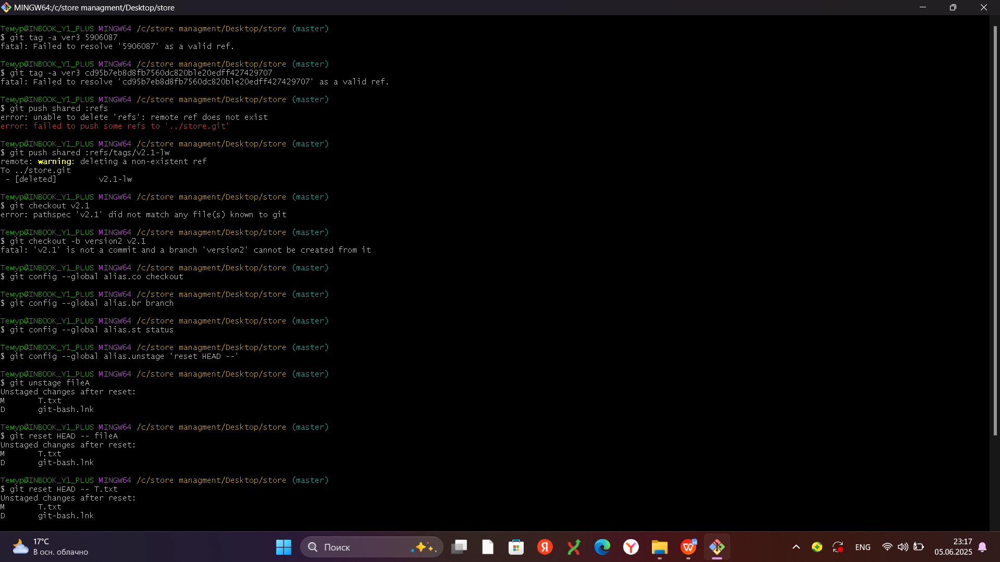 MINGW64:/c/store managment/Desktop/store
Темур@INBOOK_Y1_PLUS MINGW64 /c/store managment/Desktop/store (master)
$ git tag -a ver3 5906087
fatal: Failed to resolve '5906087' as a valid ref.
Темур@INBOOK_Y1_PLUS MINGW64 /c/store managment/Desktop/store (master)
$ git tag -a ver3 cd95b7eb8d8fb7560dc820ble20edff427429707
fatal: Failed to resolve 'cd95b7eb8d8fb7560dc820ble20edff427429707' as a valid ref.
Темур@INBOOK_Y1_PLUS MINGW64 /c/store managment/Desktop/store (master)
$ git push shared :refs
error: unable to delete 'refs': remote ref does not exist
error: failed to push some refs to '../store.git'
Темур@INBOOK_Y1_PLUS MINGW64 /c/store managment/Desktop/store (master)
$ git push shared :refs/tags/v2.1-lw
remote: warning: deleting a non-existent ref
To ../store.git
- [deleted] v2.1-lw
Темур@INBOOK_Y1_PLUS MINGW64 /c/store managment/Desktop/store (master)
$ git checkout v2.1
error: pathspec 'v2.1' did not match any file(s) known to git
Темур@INBOOK_Y1_PLUS MINGW64 /c/store managment/Desktop/store (master)
$ git checkout -b version2 v2.1
fatal: 'v2.1' is not a commit and a branch 'version2' cannot be created from it
Темур@INBOOK_Y1_PLUS MINGW64 /c/store managment/Desktop/store (master)
$ git config --global alias.co checkout
Темур@INBOOK_Y1_PLUS MINGW64 /c/store managment/Desktop/store (master)
$ git config --global alias.br branch
Темур@INBOOK_Y1_PLUS MINGW64 /c/store managment/Desktop/store (master)
$ git config --global alias.st status
Темур@INBOOK_Y1_PLUS MINGW64 /c/store managment/Desktop/store (master)
$ git config --global alias.unstage 'reset HEAD --'
Темур@INBOOK_Y1_PLUS MINGW64 /c/store managment/Desktop/store (master)
$ git unstage fileA
Unstaged changes after reset:
M T.txt
D git-bash.lnk
Темур@INBOOK_Y1_PLUS MINGW64 /c/store managment/Desktop/store (master)
$ git reset HEAD -- fileA
Unstaged changes after reset:
M T.txt
D git-bash.lnk
Темур@INBOOK_Y1_PLUS MINGW64 /c/store managment/Desktop/store (master)
$ git reset HEAD -- T.txt
Unstaged changes after reset:
M T.txt
D git-bash.lnk
17°C
В осн. облачно
Поиск
ENG
23:17
05.06.2025